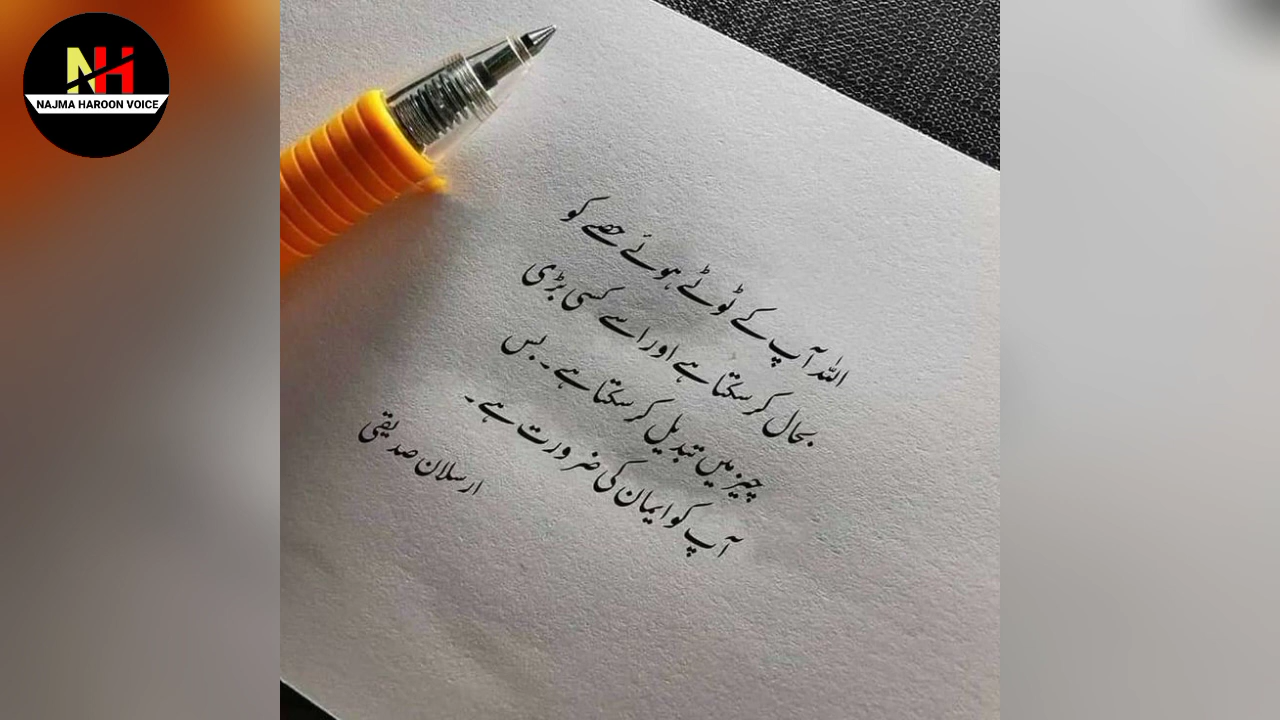 NH
NAJMA HAROON VOICE
اللہ آپ کے ٹوٹے ہوئے حصے کو
بحال کر سکتا ہے اور اسے کسی بڑی
چیز میں تبدیل کر سکتا ہے۔ بس
آپ کو ایمان کی ضرورت ہے۔
ارسلان صدیقی